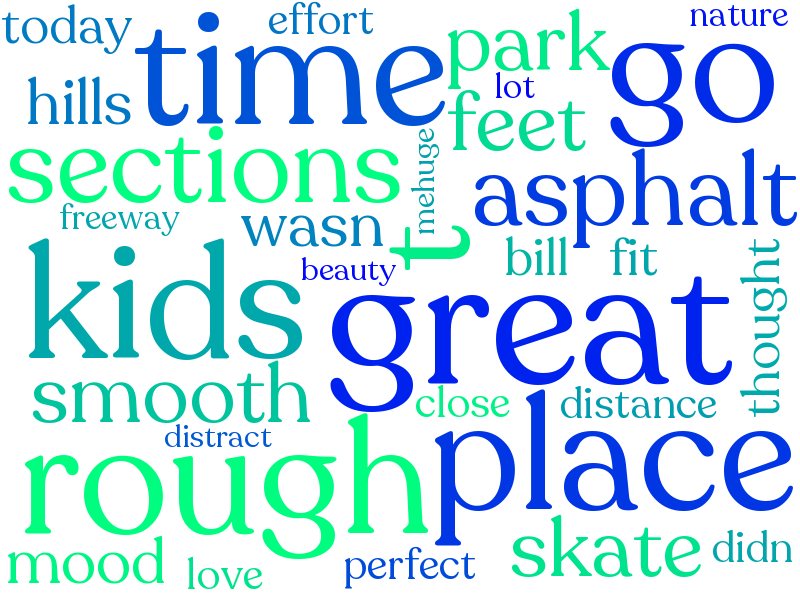 today
effort
nature
time
park
go
hills
lot
feet
sections
mehuge
asphalt
freeway
wasn
t
bill
fit
beauty
kids
great
thought
smooth
close
distance
distract
rough
place
mood
love
perfect
skate
didn